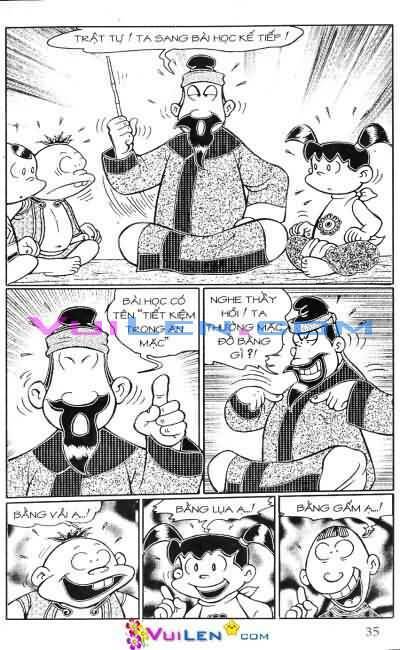 TRẬT TỰ! TA SANG BÀI HỌC KẾ TIẾP!
BÀI HỌC CÓ
TÊN "TIẾT KIỆM
TRONG ĂN
MẶC"
NGHE THẦY
HỎI! TA
THƯỜNG MẶC
ĐỒ BẰNG
GÌ?!
VUILEN.COM
BẰNG VẢI Ạ...!
BẰNG LỤA Ạ...!
BẰNG GẤM Ạ...!
35
VUILEN.COM